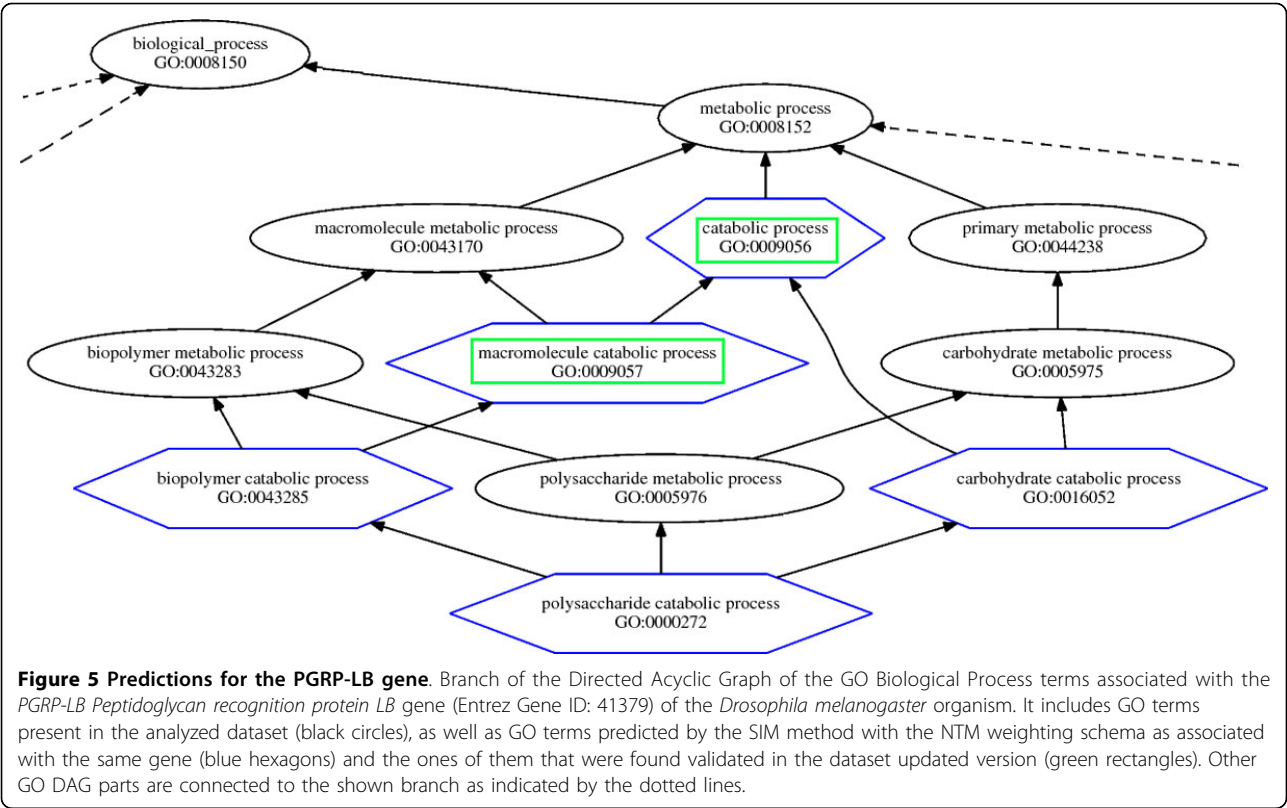 biological_process
GO:0008150
metabolic process
GO:0008152
macromolecule metabolic process
GO:0043170
catabolic process
GO:0009056
primary metabolic process
GO:0044238
biopolymer metabolic process
GO:0043283
macromolecule catabolic process
GO:0009057
carbohydrate metabolic process
GO:0005975
biopolymer catabolic process
GO:0043285
polysaccharide metabolic process
GO:0005976
carbohydrate catabolic process
GO:0016052
polysaccharide catabolic process
GO:0000272
Figure 5 Predictions for the PGRP-LB gene. Branch of the Directed Acyclic Graph of the GO Biological Process terms associated with the
PGRP-LB Peptidoglycan recognition protein LB gene (Entrez Gene ID: 41379) of the Drosophila melanogaster organism. It includes GO terms
present in the analyzed dataset (black circles), as well as GO terms predicted by the SIM method with the NTM weighting schema as associated
with the same gene (blue hexagons) and the ones of them that were found validated in the dataset updated version (green rectangles). Other
GO DAG parts are connected to the shown branch as indicated by the dotted lines.